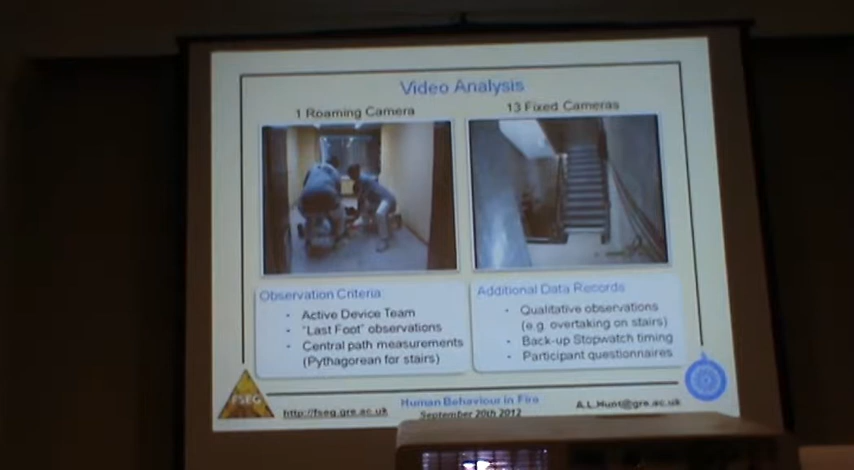 Video Analysis
1 Roaming Camera
13 Fixed Cameras
Observation Criteria
- Active Device Team
- "Last Foot" observations
- Central path measurements
(Pythagorean for stairs)
Additional Data Records
- Qualitative observations
(e.g. overtaking on stairs)
- Back-up Stopwatch timing
- Participant questionnaires
FSEG
http://fseg.gre.ac.uk
Human Behaviour in Fire
September 20th 2012
A.L.Hunt@gre.ac.uk